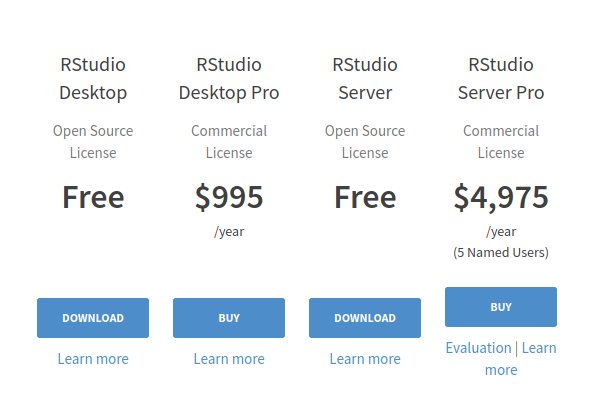 RStudio
Desktop
Open Source
License
Free
DOWNLOAD
Learn more
RStudio
Desktop Pro
Commercial
License
$995
/year
BUY
Learn more
RStudio
Server
Open Source
License
Free
DOWNLOAD
Learn more
RStudio
Server Pro
Commercial
License
$4,975
/year
(5 Named Users)
BUY
Evaluation | Learn
more